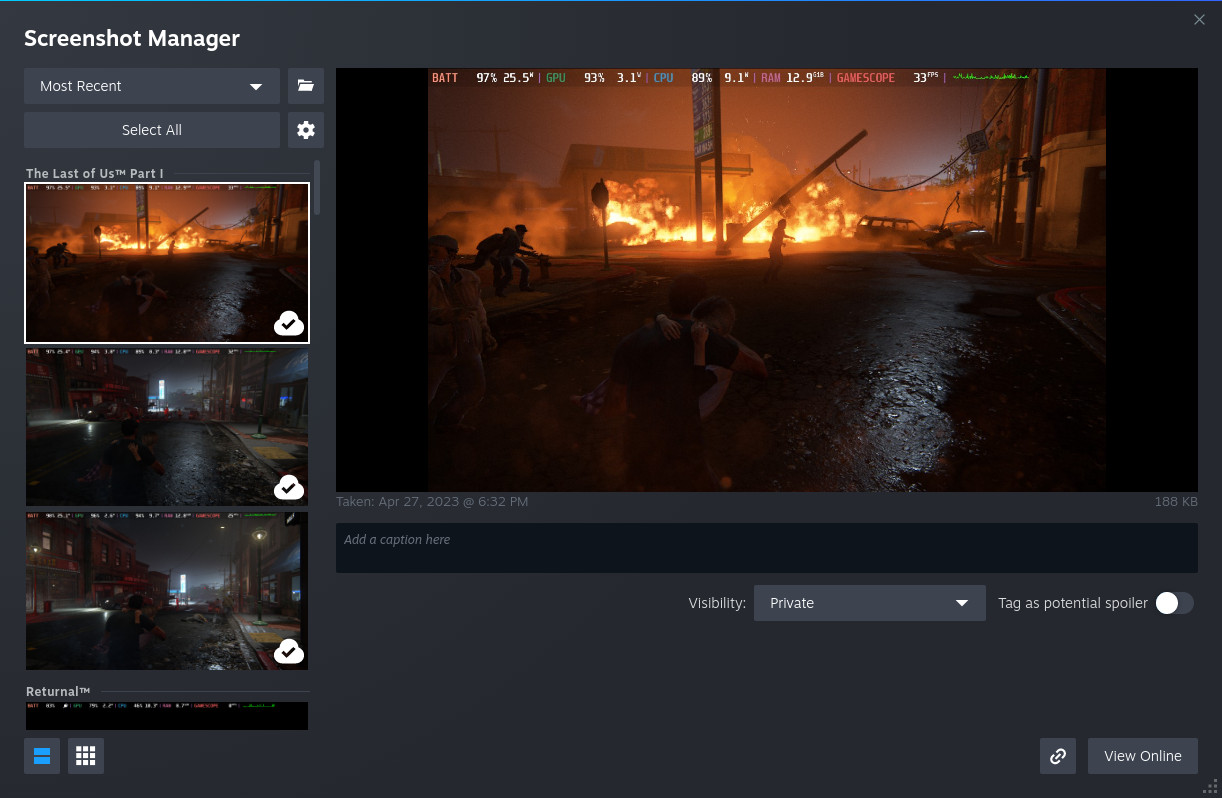 Screenshot Manager
Most Recent
Select All
The Last of Us™ Part I
Returnal™
BATT 97% 25.5W | GPU 93% 3.1W | CPU 89% 9.1W | RAM 12.9GIB | GAMESCOPE 33FPS |
Taken: Apr 27, 2023 @ 6:32 PM
188 KB
Add a caption here
Visibility:
Private
Tag as potential spoiler
View Online